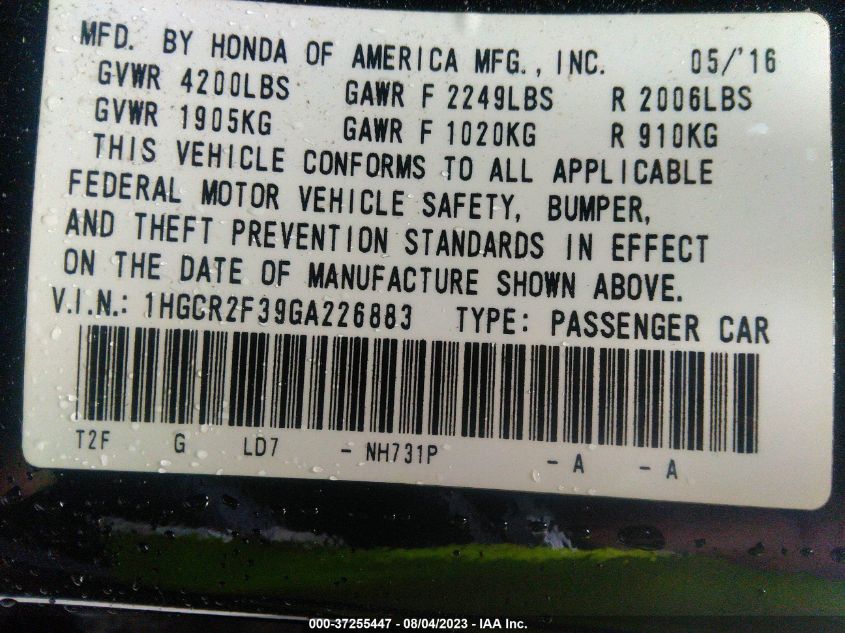 MFD. BY HONDA OF AMERICA MFG., INC. 05/'16
GVWR 4200LBS GAWR F 2249LBS R 2006LBS
GVWR 1905KG GAWR F 1020KG R 910KG
THIS VEHICLE CONFORMS TO ALL APPLICABLE
FEDERAL MOTOR VEHICLE SAFETY, BUMPER,
AND THEFT PREVENTION STANDARDS IN EFFECT
ON THE DATE OF MANUFACTURE SHOWN ABOVE.
V.I.N.: 1HGCR2F39GA226883 TYPE: PASSENGER CAR
T2F G LD7 - NH731P - A - A
000-37255447 - 08/04/2023 - IAA Inc.